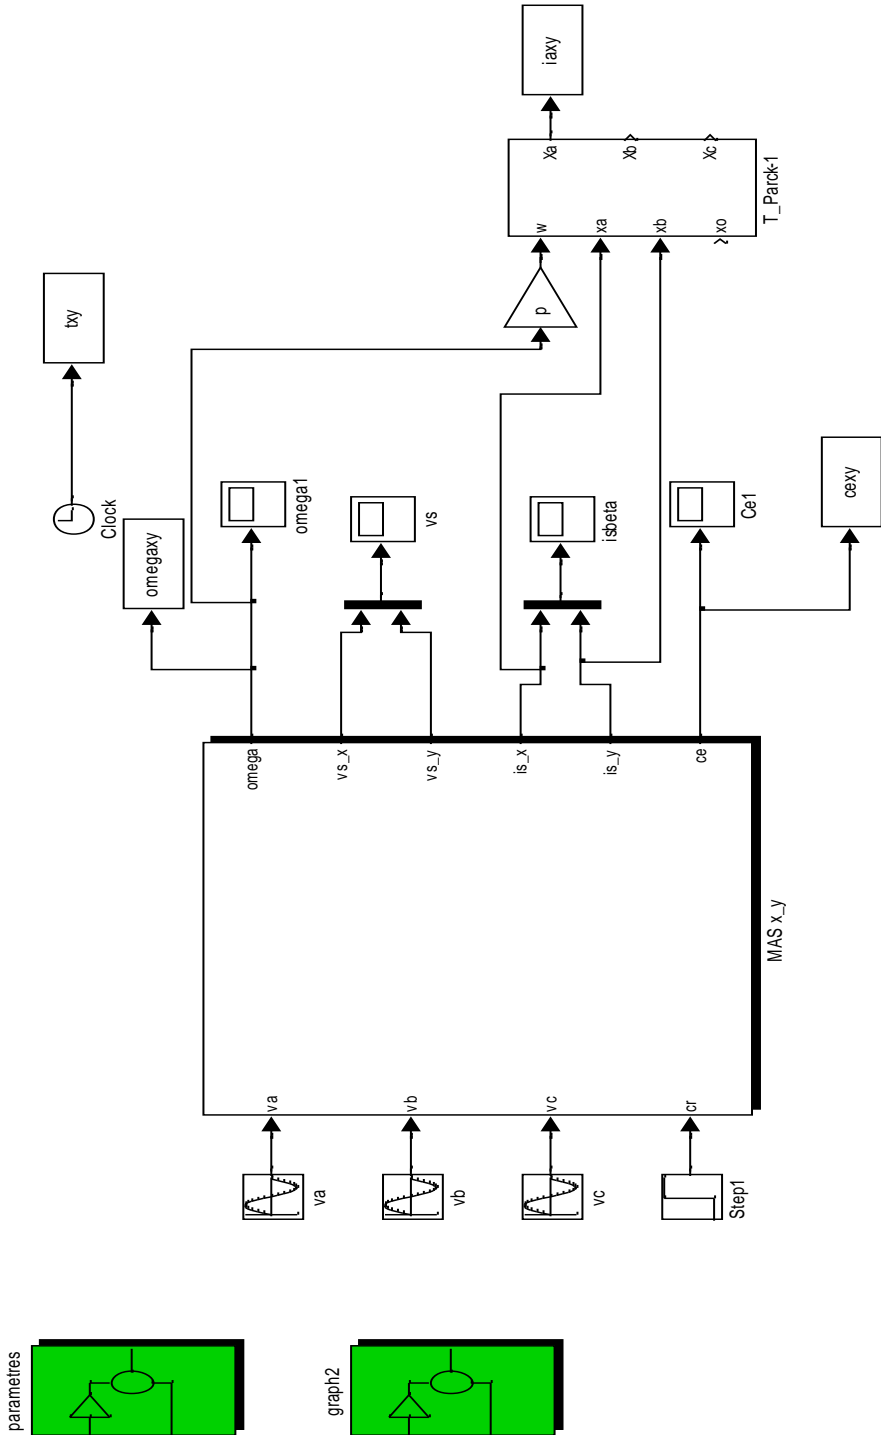 parametres
graph2
va
vb
vc
Step1
va
vb
vc
cr
MAS x_y
omega
vs_x
vs_y
is_x
is_y
ce
omegaxy
Clock
txy
omega1
vs
isbeta
Ce1
cexy
p
w
xa
xb
xo
Xa
Xb
Xc
T_Parck-1
iaxy